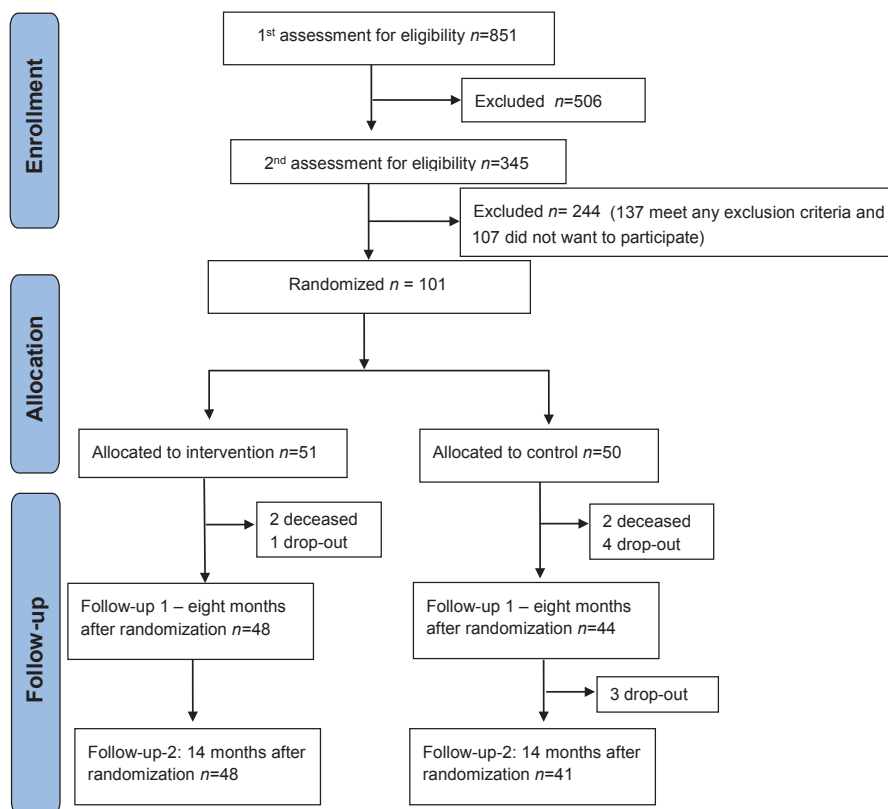 Enrollment
1st assessment for eligibility n=851
Excluded n=506
2nd assessment for eligibility n=345
Excluded n= 244 (137 meet any exclusion criteria and
107 did not want to participate)
Allocation
Randomized n = 101
Allocated to intervention n=51
Allocated to control n=50
Follow-up
2 deceased
1 drop-out
2 deceased
4 drop-out
Follow-up 1 – eight months
after randomization n=48
Follow-up 1 – eight months
after randomization n=44
3 drop-out
Follow-up-2: 14 months after
randomization n=48
Follow-up-2: 14 months after
randomization n=41